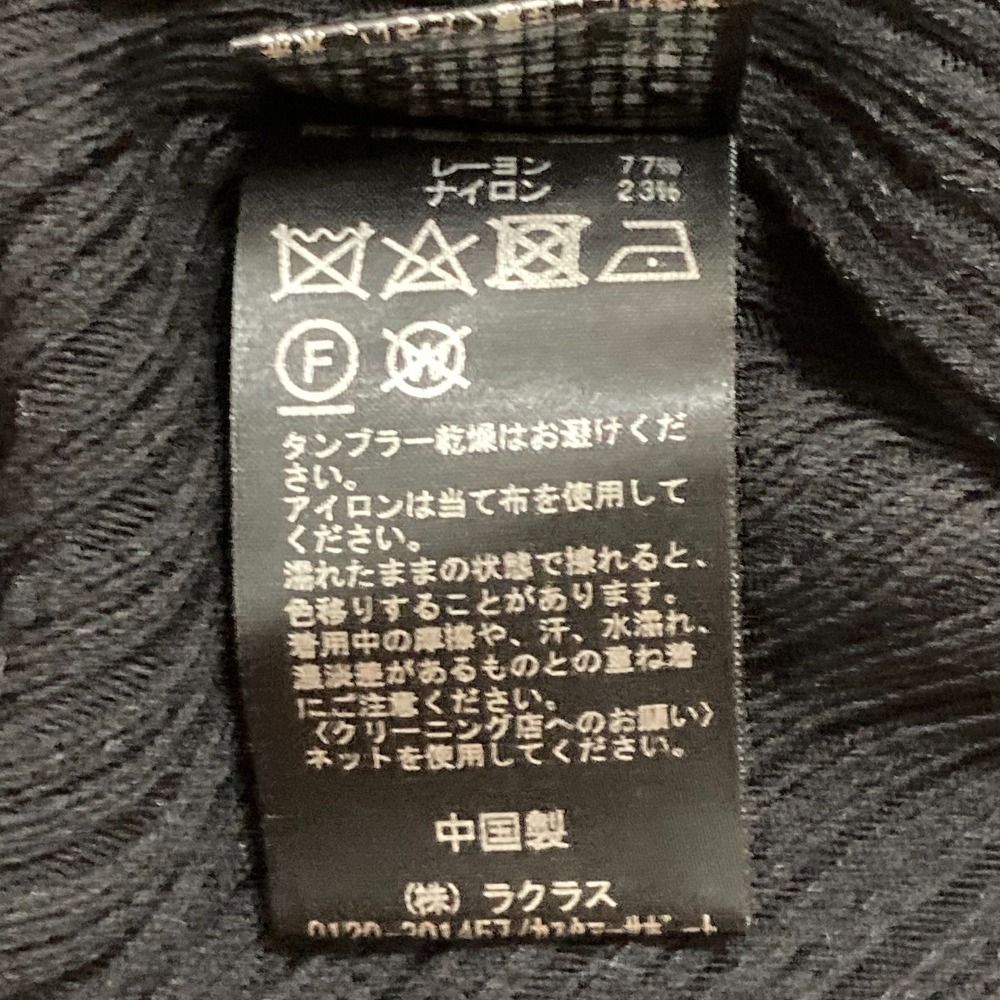 レーヨン 77%
ナイロン 23%
F
W
タンブラー乾燥はお避けくだ
さい。
アイロンは当て布を使用して
ください。
濡れたままの状態で擦れると、
色移りすることがあります。
着用中の摩擦や、汗、水濡れ、
濃淡差があるものとの重ね着
にご注意ください。
〈クリーニング店へのお願い〉
ネットを使用してください。
中国製
(株) ラクラス